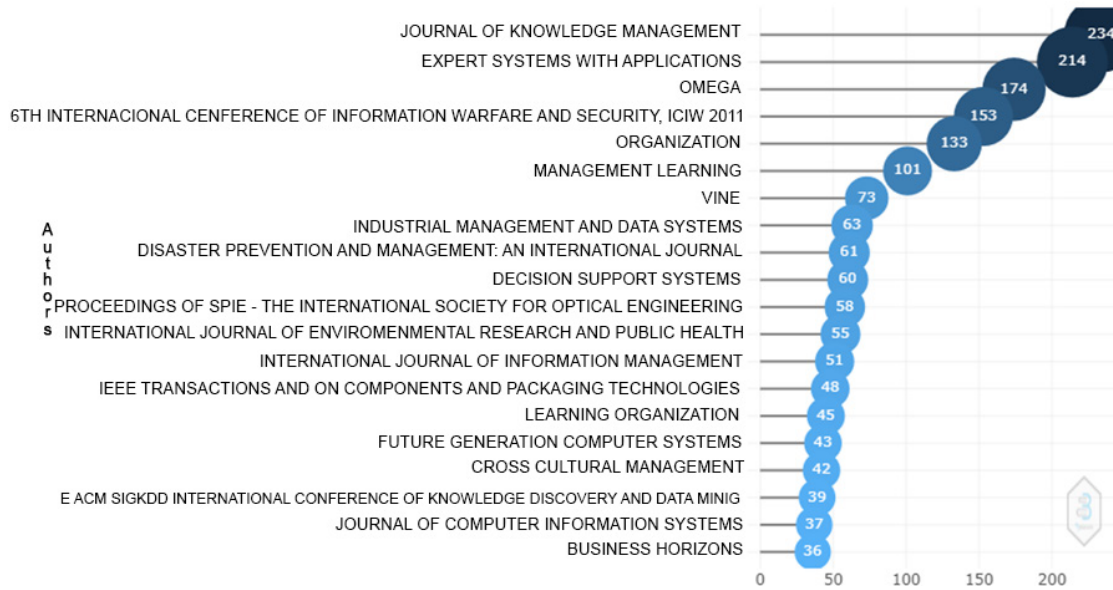 JOURNAL OF KNOWLEDGE MANAGEMENT 234
EXPERT SYSTEMS WITH APPLICATIONS 214
OMEGA 174
6TH INTERNACIONAL CENFERENCE OF INFORMATION WARFARE AND SECURITY, ICIW 2011 153
ORGANIZATION 133
MANAGEMENT LEARNING 101
VINE 73
INDUSTRIAL MANAGEMENT AND DATA SYSTEMS 63
DISASTER PREVENTION AND MANAGEMENT: AN INTERNATIONAL JOURNAL 61
DECISION SUPPORT SYSTEMS 60
PROCEEDINGS OF SPIE - THE INTERNATIONAL SOCIETY FOR OPTICAL ENGINEERING 58
INTERNATIONAL JOURNAL OF ENVIROMENMENTAL RESEARCH AND PUBLIC HEALTH 55
INTERNATIONAL JOURNAL OF INFORMATION MANAGEMENT 51
IEEE TRANSACTIONS AND ON COMPONENTS AND PACKAGING TECHNOLOGIES 48
LEARNING ORGANIZATION 45
FUTURE GENERATION COMPUTER SYSTEMS 43
CROSS CULTURAL MANAGEMENT 42
E ACM SIGKDD INTERNATIONAL CONFERENCE OF KNOWLEDGE DISCOVERY AND DATA MINIG 39
JOURNAL OF COMPUTER INFORMATION SYSTEMS 37
BUSINESS HORIZONS 36
0 50 100 150 200
Authors